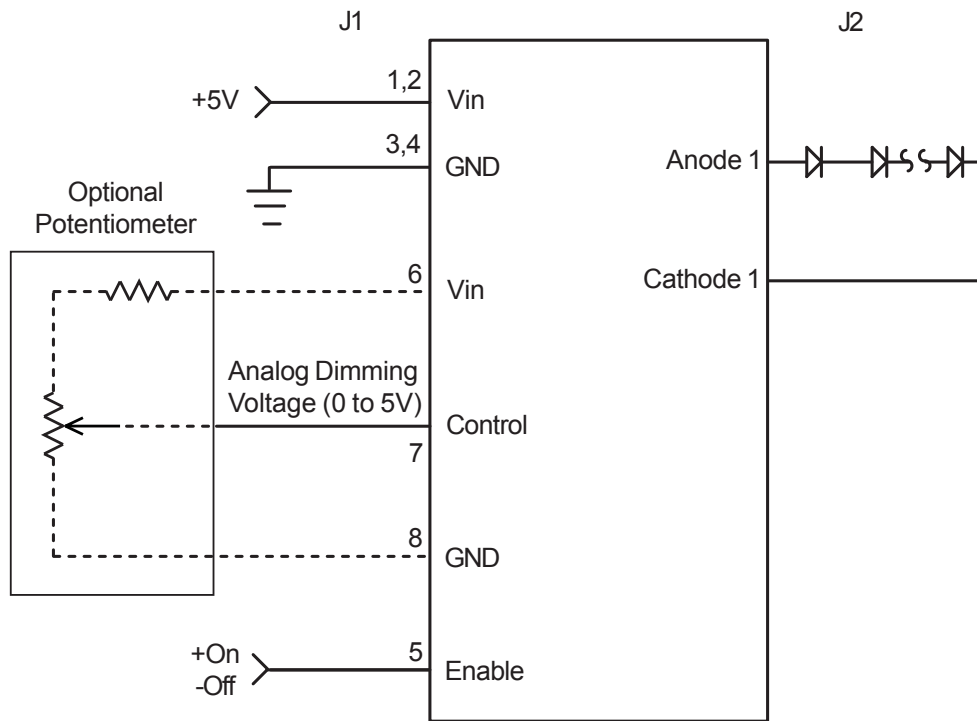 J1
J2
1,2
+5V
Vin
3,4
GND
Anode 1
Optional
Potentiometer
6
Vin
Cathode 1
Analog Dimming
Voltage (0 to 5V)
Control
7
8
GND
+On
-Off
5
Enable